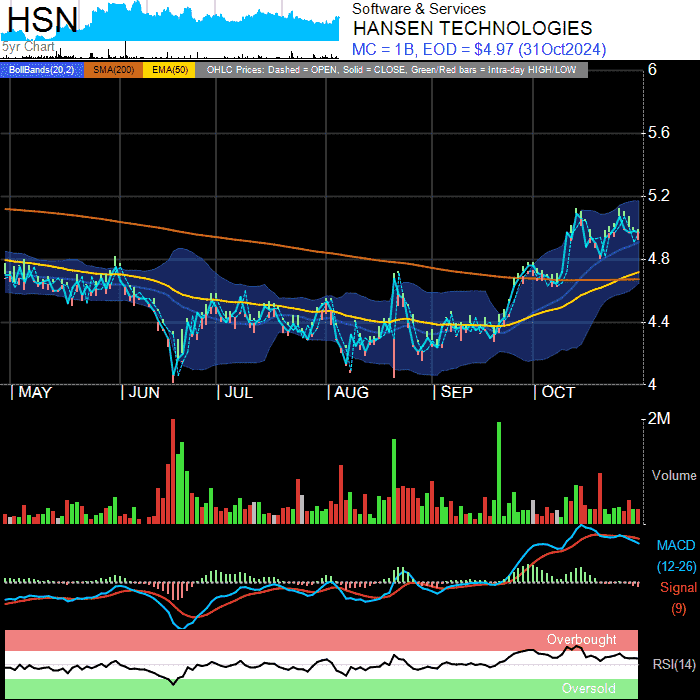 HSN
5yr Chart
Software & Services
HANSEN TECHNOLOGIES
MC = 1B, EOD = $4.97 (31Oct2024)
BollBands(20,2) SMA(200) EMA(50) OHLC Prices: Dashed = OPEN, Solid = CLOSE, Green/Red bars = Intra-day HIGH/LOW
6
5.6
5.2
4.8
4.4
4
MAY JUN JUL AUG SEP OCT
2M
Volume
MACD
(12-26)
Signal
(9)
Overbought
RSI(14)
Oversold